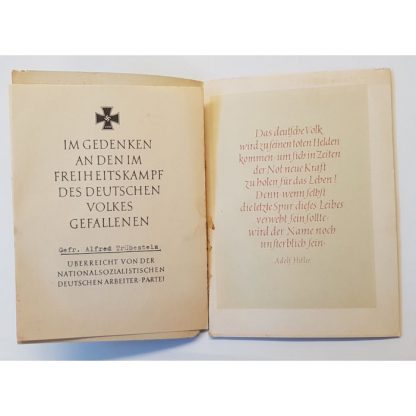 IM GEDENKEN
AN DEN IM
FREIHEITSKAMPF
DES DEUTSCHEN
VOLKES
GEFALLENEN
Gefr. Alfred Trübestein
ÜBERREICHT VON DER
NATIONALSOZIALISTISCHEN
DEUTSCHEN ARBEITER-PARTEI
Das deutsche Volk
wird zu seinen toten Helden
kommen um sich in Zeiten
der Not neue Kraft
zu holen für das Leben!
Denn wenn selbst
die letzte Spur dieses Leibes
verweht sein sollte
wird der Name noch
unsterblich sein.
Adolf Hitler